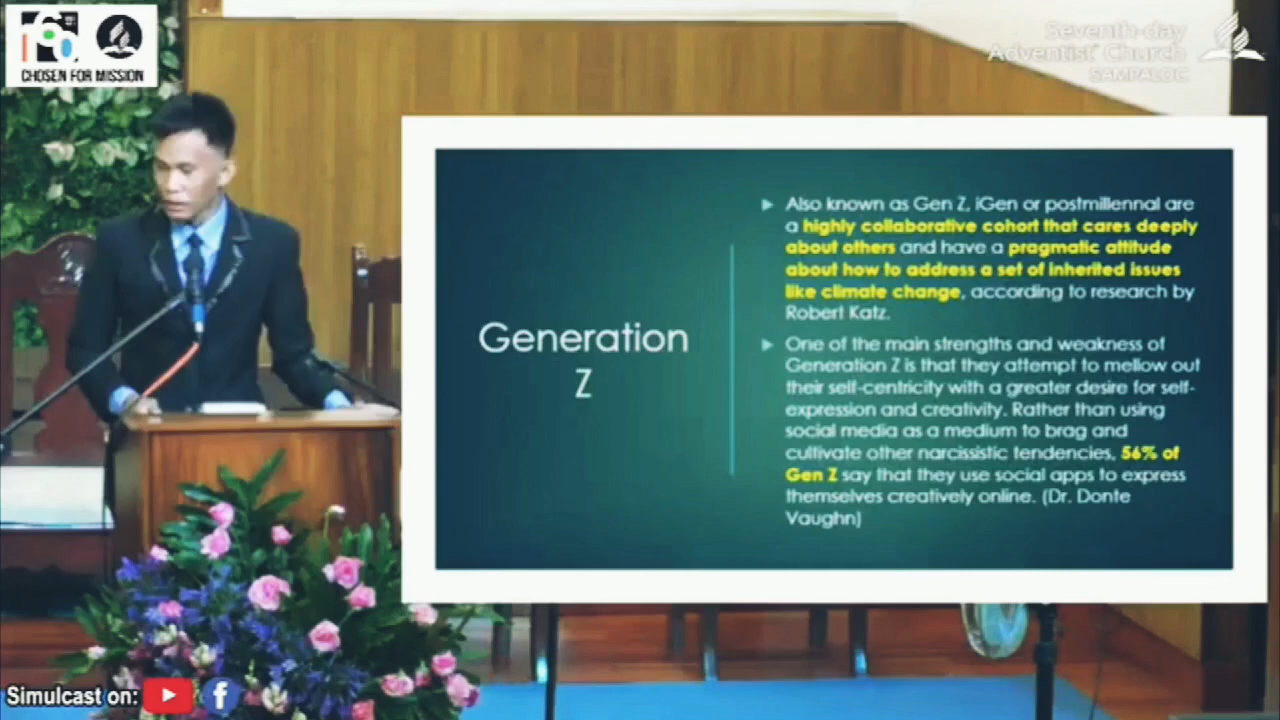 160
CHOSEN FOR MISSION
Seventh-day
Adventist Church
SAMPALOC
Generation
Z
Also known as Gen Z, iGen or postmillennal are
a highly collaborative cohort that cares deeply
about others and have a pragmatic attitude
about how to address a set of inherited issues
like climate change, according to research by
Robert Katz.
One of the main strengths and weakness of
Generation Z is that they attempt to mellow out
their self-centricity with a greater desire for self-
expression and creativity. Rather than using
social media as a medium to brag and
cultivate other narcissistic tendencies, 56% of
Gen Z say that they use social apps to express
themselves creatively online. (Dr. Donte
Vaughn)
Simulcast on: